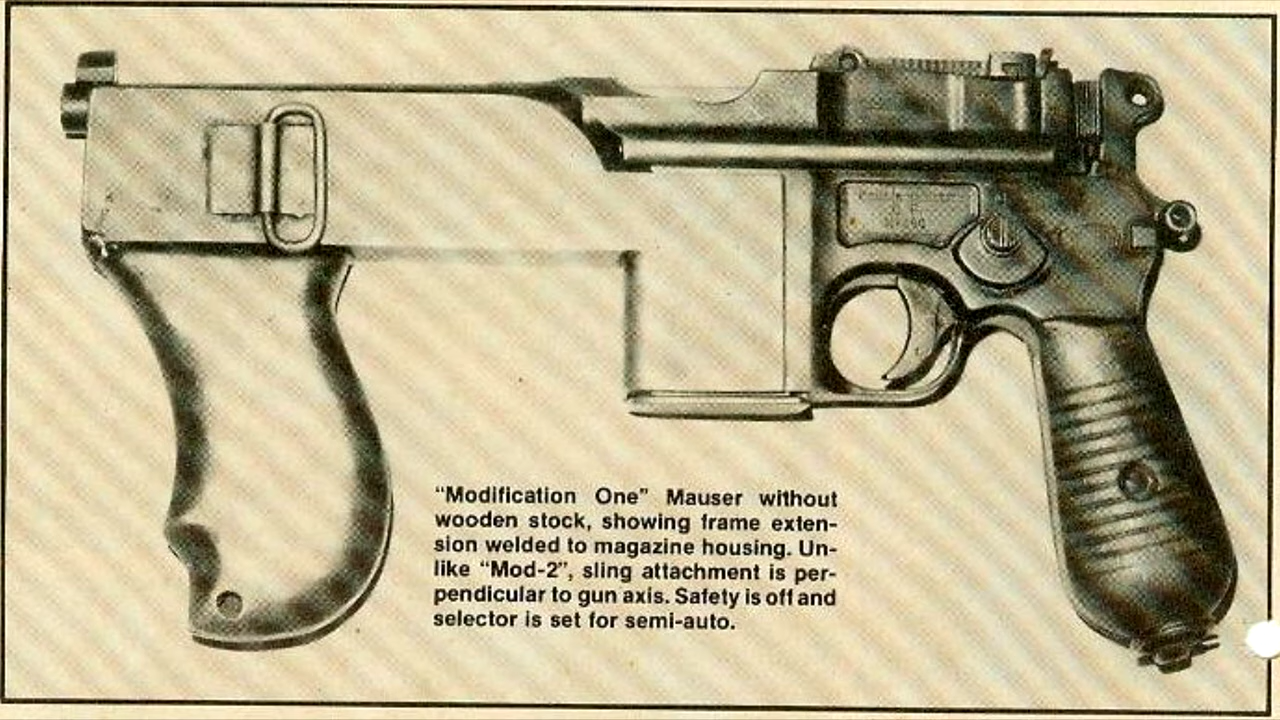 “Modification One” Mauser without
wooden stock, showing frame exten-
sion welded to magazine housing. Un-
like “Mod-2”, sling attachment is per-
pendicular to gun axis. Safety is off and
selector is set for semi-auto.